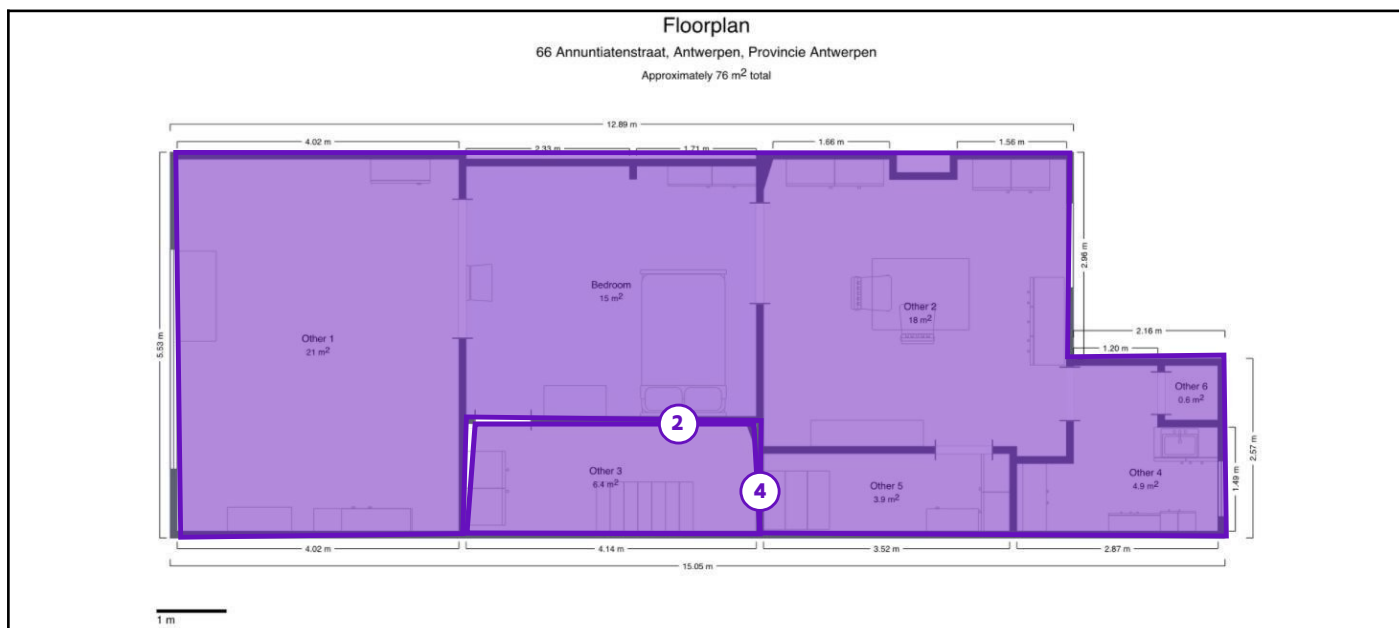 Floorplan
66 Annuntiatenstraat, Antwerpen, Provincie Antwerpen
Approximately 76 m² total
12.89 m
4.02 m
2.33 m
1.71 m
1.66 m
1.56 m
5.53 m
2.96 m
Bedroom
15 m²
Other 2
18 m²
Other 1
21 m²
2.16 m
1.20 m
Other 6
0.6 m²
2
2.57 m
1.49 m
Other 3
6.4 m²
4
Other 5
3.9 m²
Other 4
4.9 m²
4.02 m
4.14 m
3.52 m
2.87 m
15.05 m
1 m